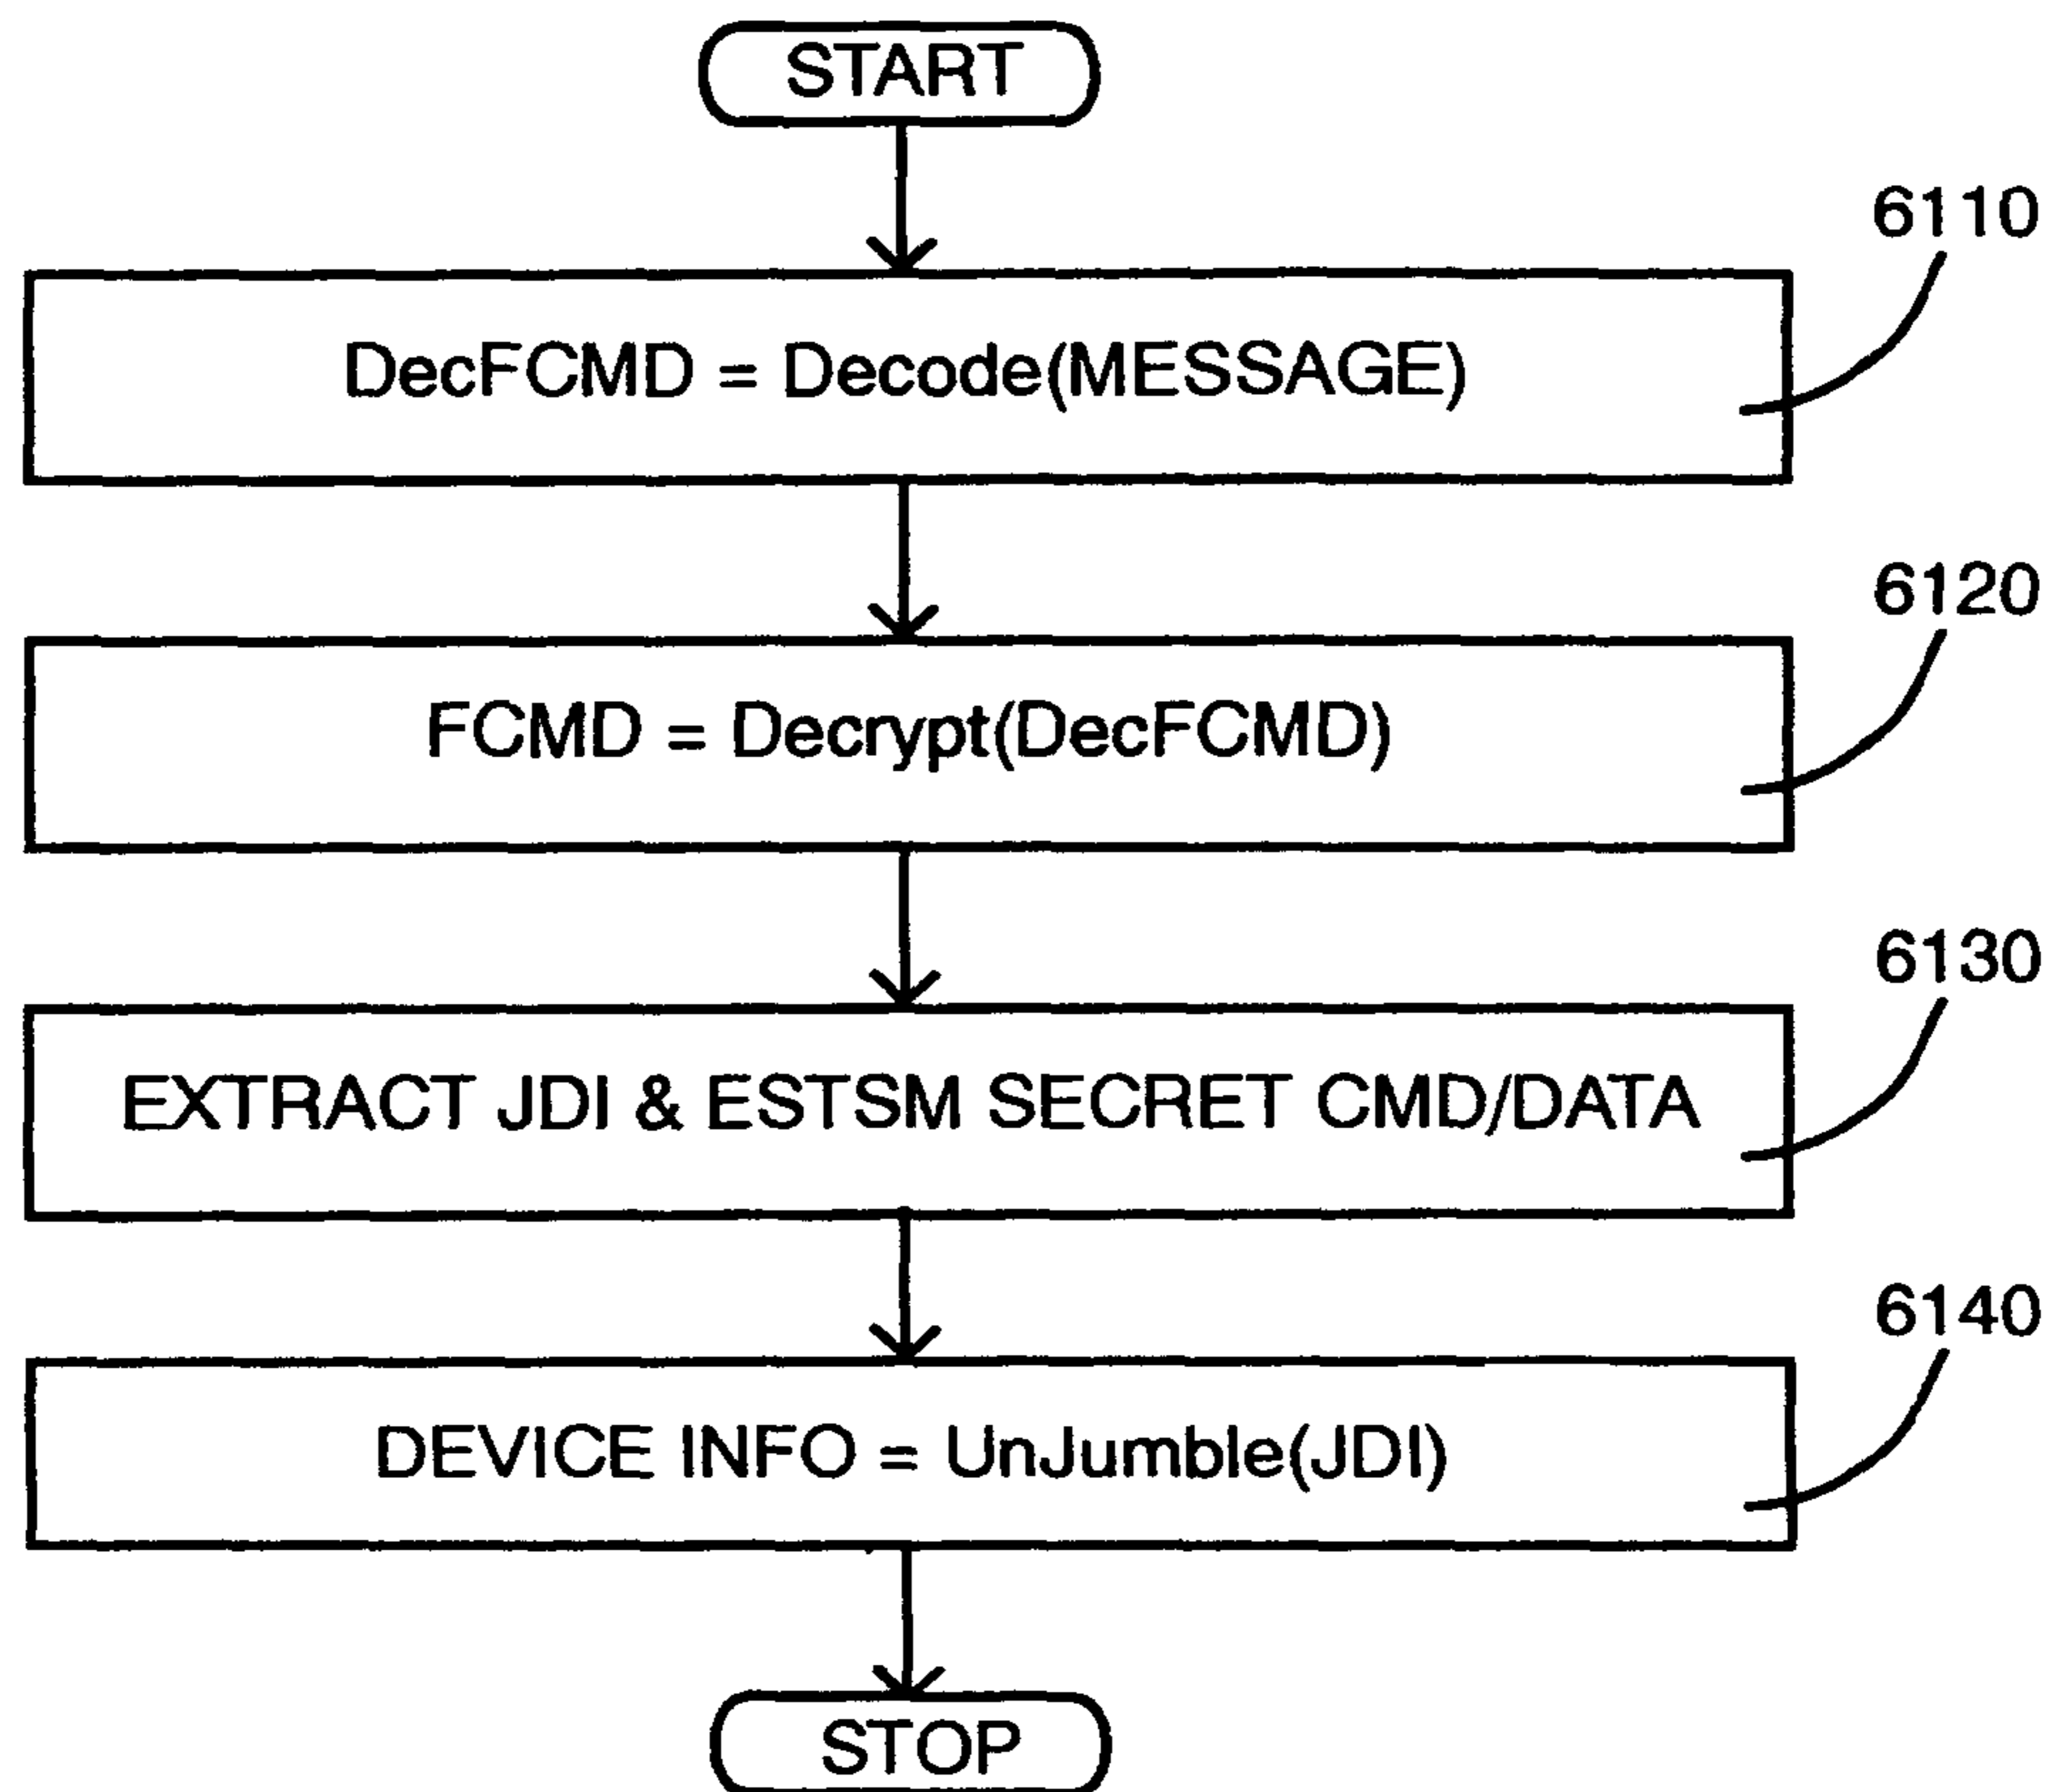 START
6110
DecFCMD = Decode(MESSAGE)
6120
FCMD = Decrypt(DecFCMD)
6130
EXTRACT JDI & ESTSM SECRET CMD/DATA
6140
DEVICE INFO = UnJumble(JDI)
STOP